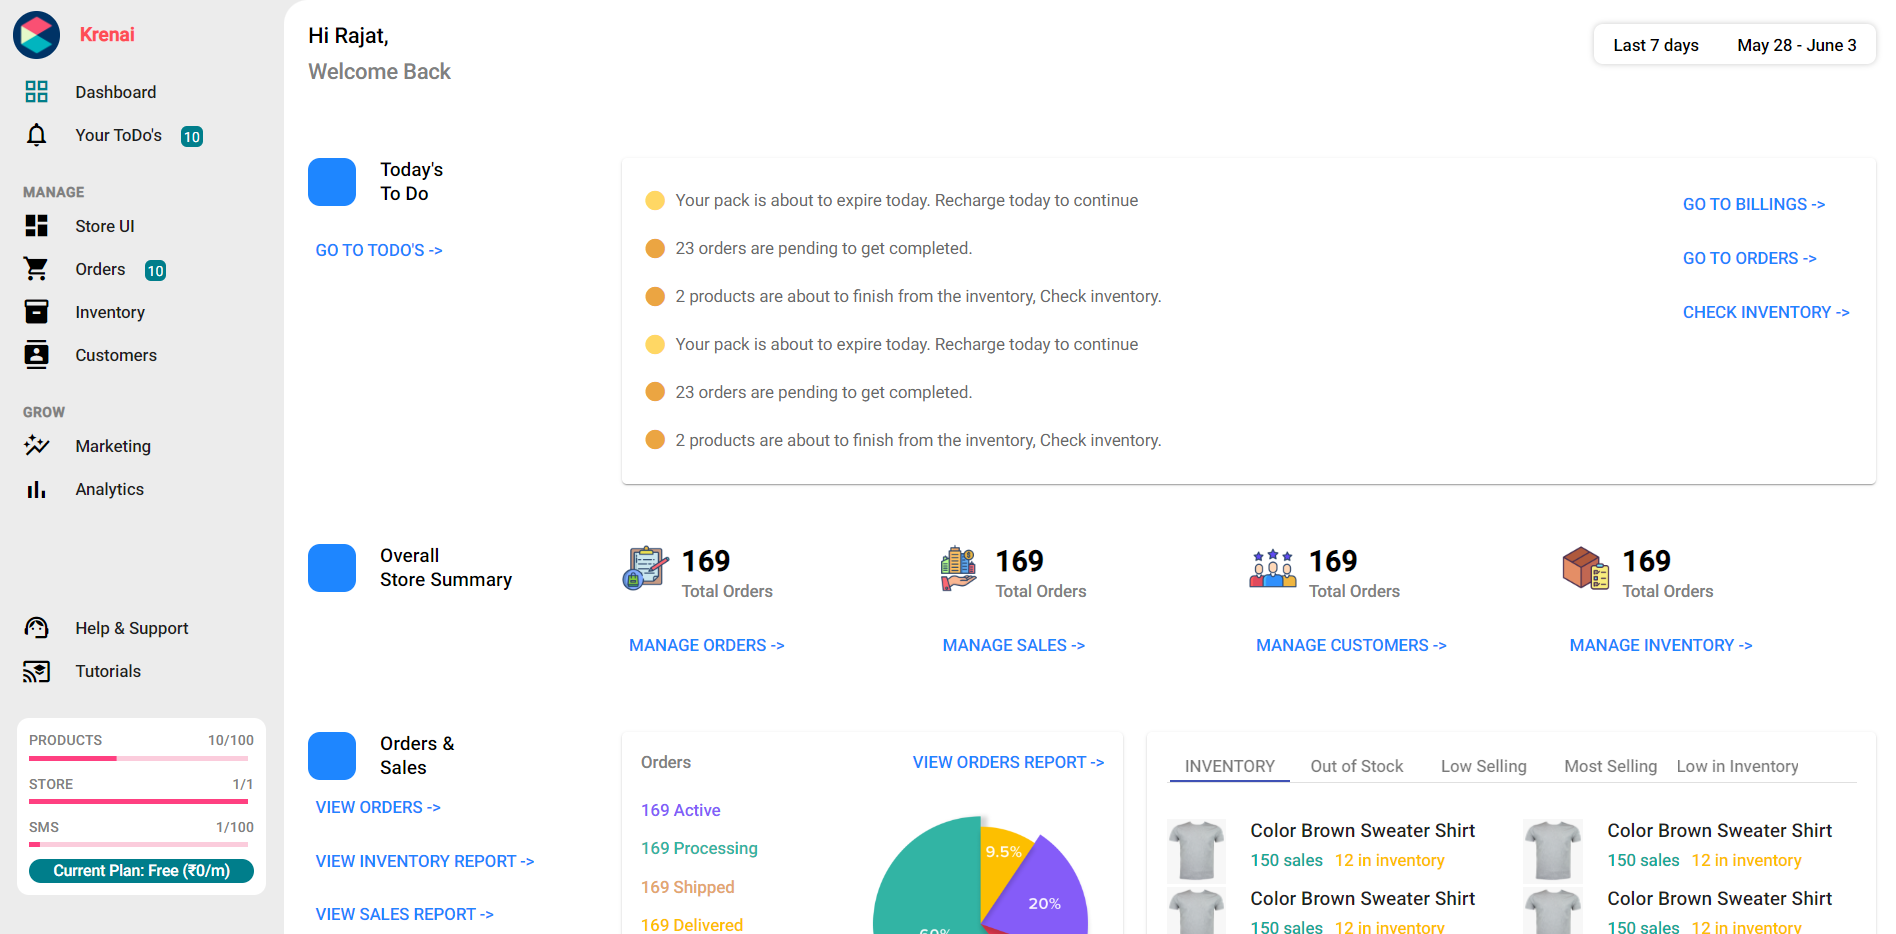 Krenai
Dashboard
Your ToDo's 10
MANAGE
Store UI
Orders 10
Inventory
Customers
GROW
Marketing
Analytics
Help & Support
Tutorials
PRODUCTS 10/100
STORE 1/1
SMS 1/100
Current Plan: Free (₹0/m)
Hi Rajat,
Welcome Back
Last 7 days May 28 - June 3
Today's
To Do
GO TO TODO'S ->
Your pack is about to expire today. Recharge today to continue
23 orders are pending to get completed.
2 products are about to finish from the inventory, Check inventory.
Your pack is about to expire today. Recharge today to continue
23 orders are pending to get completed.
2 products are about to finish from the inventory, Check inventory.
GO TO BILLINGS ->
GO TO ORDERS ->
CHECK INVENTORY ->
Overall
Store Summary
169
Total Orders
MANAGE ORDERS ->
169
Total Orders
MANAGE SALES ->
169
Total Orders
MANAGE CUSTOMERS ->
169
Total Orders
MANAGE INVENTORY ->
Orders &
Sales
VIEW ORDERS ->
VIEW INVENTORY REPORT ->
VIEW SALES REPORT ->
Orders VIEW ORDERS REPORT ->
169 Active
169 Processing
169 Shipped
169 Delivered
9.5%
20%
60%
INVENTORY Out of Stock Low Selling Most Selling Low in Inventory
Color Brown Sweater Shirt
150 sales 12 in inventory
Color Brown Sweater Shirt
150 sales 12 in inventory
Color Brown Sweater Shirt
150 sales 12 in inventory
Color Brown Sweater Shirt
150 sales 12 in inventory